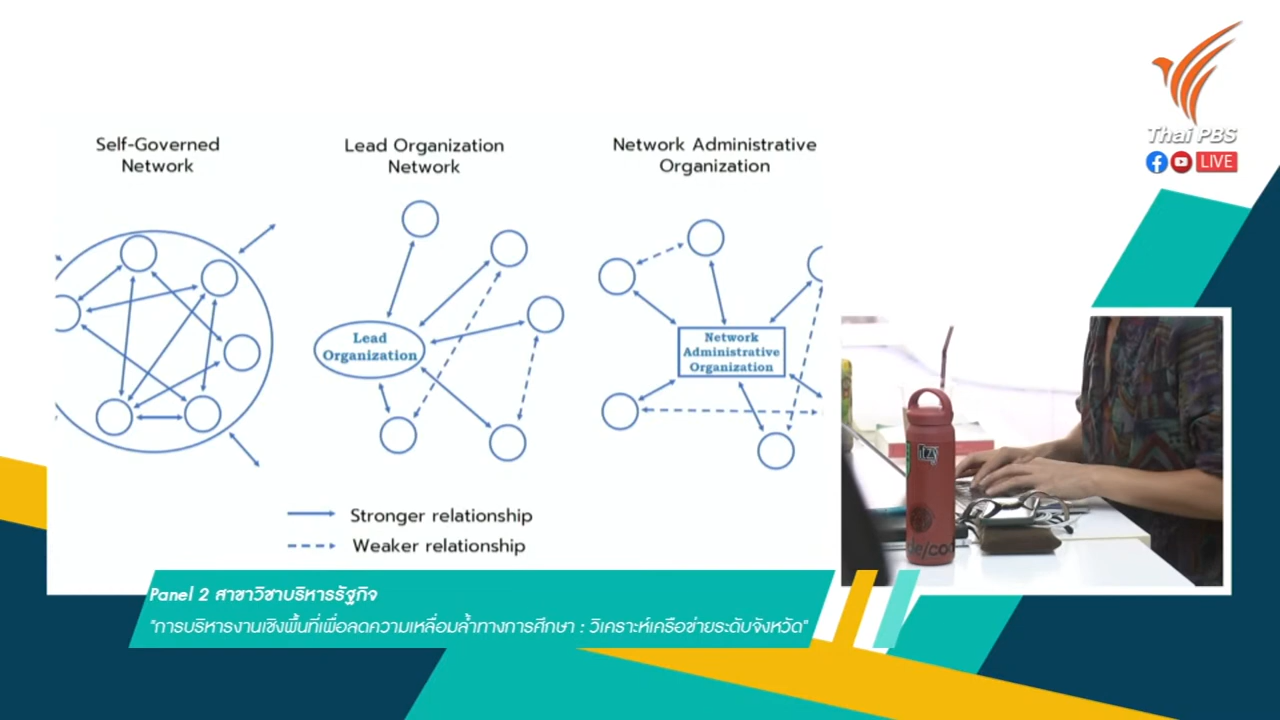 Thai PBS
LIVE
Self-Governed
Network
Lead Organization
Network
Network Administrative
Organization
Lead
Organization
Network
Administrative
Organization
Stronger relationship
Weaker relationship
itzy
de/coo
Panel 2 สาขาวิชาบริหารรัฐกิจ
"การบริหารงานเชิงพื้นที่เพื่อลดความเหลื่อมล้ำทางการศึกษา : วิเคราะห์เครือข่ายระดับจังหวัด"